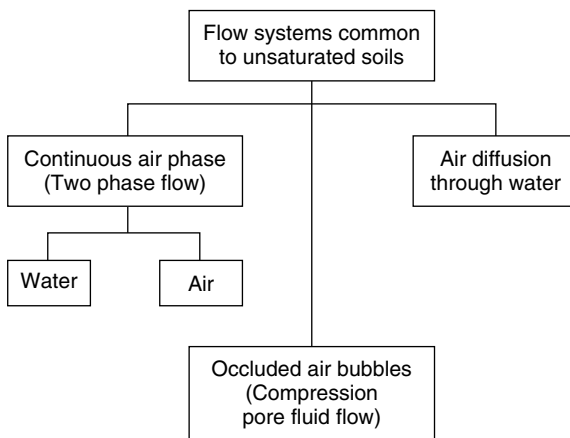 Flow systems common
to unsaturated soils
Continuous air phase
(Two phase flow)
Air diffusion
through water
Water
Air
Occluded air bubbles
(Compression
pore fluid flow)